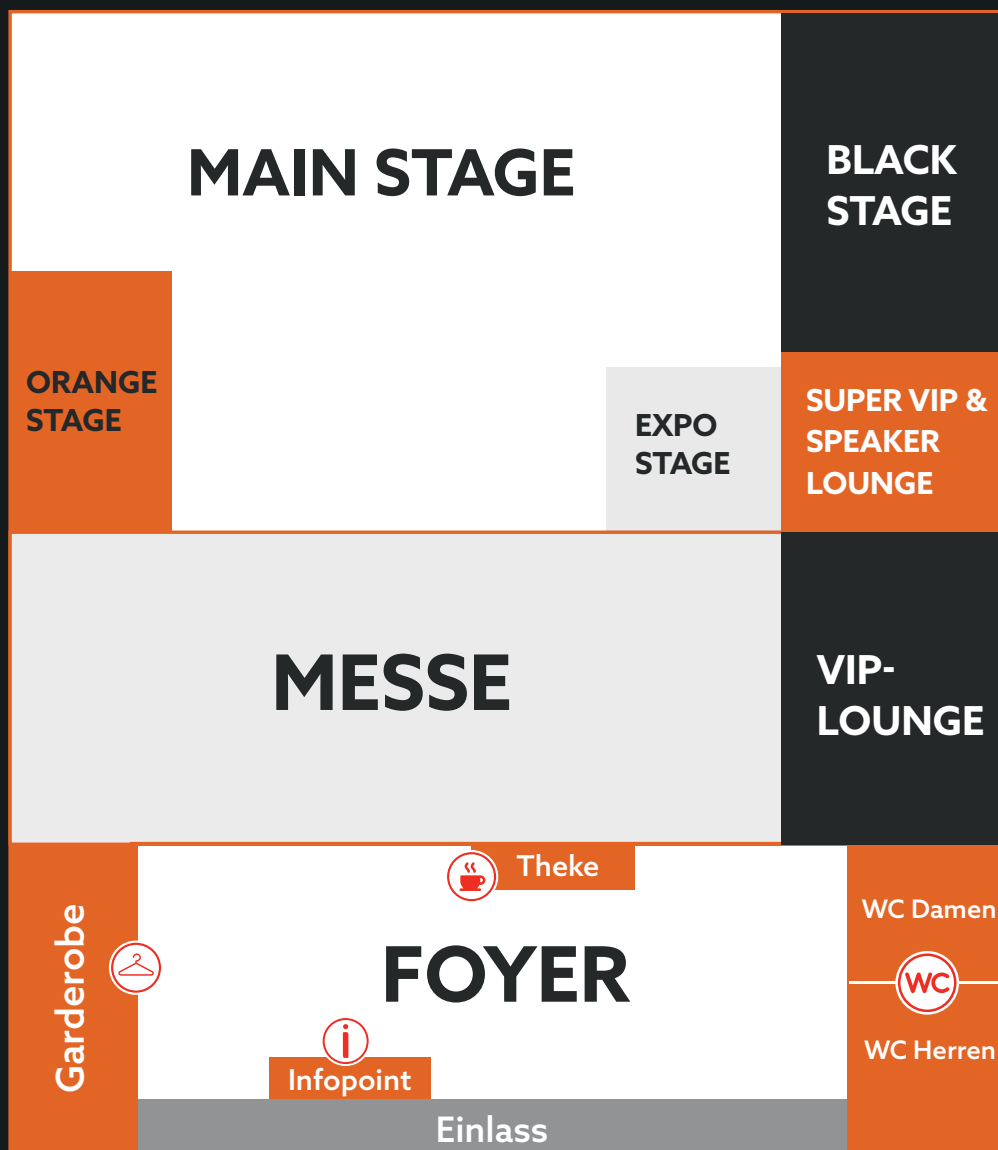 MAIN STAGE
BLACK
STAGE
ORANGE
STAGE
EXPO
STAGE
SUPER VIP &
SPEAKER
LOUNGE
MESSE
VIP-
LOUNGE
Theke
Garderobe
FOYER
WC Damen
WC
WC Herren
i
Infopoint
Einlass